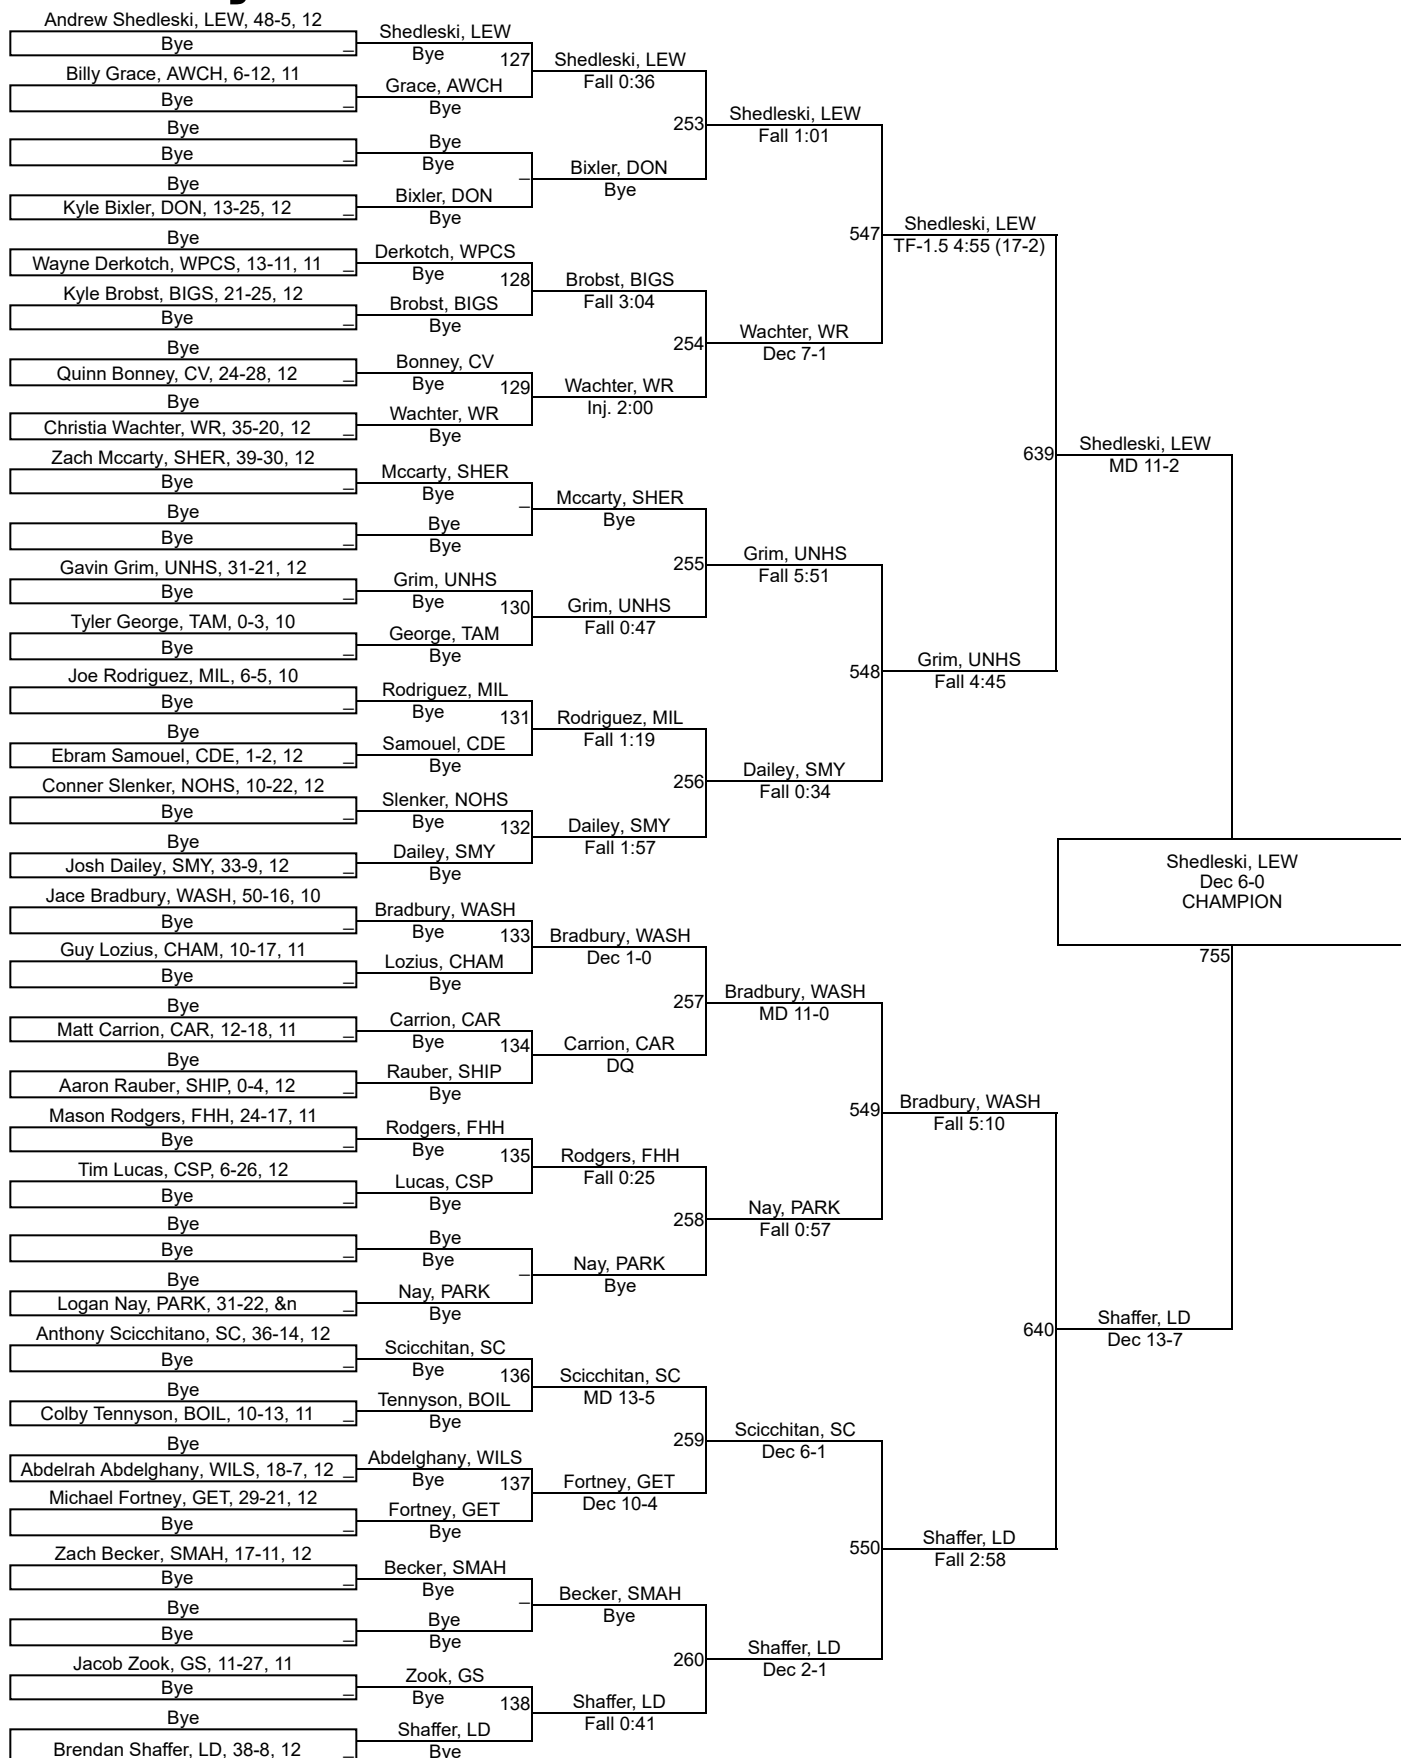 Andrew Shedleski, LEW, 48-5, 12
Bye _
Billy Grace, AWCH, 6-12, 11
Bye _
Bye
Bye _
Bye
Kyle Bixler, DON, 13-25, 12 _
Bye
Wayne Derkotch, WPCS, 13-11, 11 _
Kyle Brobst, BIGS, 21-25, 12
Bye _
Bye
Quinn Bonney, CV, 24-28, 12 _
Bye
Christia Wachter, WR, 35-20, 12 _
Zach Mccarty, SHER, 39-30, 12
Bye _
Bye
Bye _
Gavin Grim, UNHS, 31-21, 12
Bye _
Tyler George, TAM, 0-3, 10
Bye _
Joe Rodriguez, MIL, 6-5, 10
Bye _
Bye
Ebram Samouel, CDE, 1-2, 12 _
Conner Slenker, NOHS, 10-22, 12
Bye _
Bye
Josh Dailey, SMY, 33-9, 12 _
Jace Bradbury, WASH, 50-16, 10
Bye _
Guy Lozius, CHAM, 10-17, 11
Bye _
Bye
Matt Carrion, CAR, 12-18, 11 _
Bye
Aaron Rauber, SHIP, 0-4, 12 _
Mason Rodgers, FHH, 24-17, 11
Bye _
Tim Lucas, CSP, 6-26, 12
Bye _
Bye
Bye _
Bye
Logan Nay, PARK, 31-22, &n _
Anthony Scicchitano, SC, 36-14, 12
Bye _
Bye
Colby Tennyson, BOIL, 10-13, 11 _
Bye
Abdelrah Abdelghany, WILS, 18-7, 12 _
Michael Fortney, GET, 29-21, 12
Bye _
Zach Becker, SMAH, 17-11, 12
Bye _
Bye
Bye _
Jacob Zook, GS, 11-27, 11
Bye _
Bye
Brendan Shaffer, LD, 38-8, 12 _
Shedleski, LEW
Bye
127
Grace, AWCH
Bye
Bye
Bye
_
Bixler, DON
Bye
Derkotch, WPCS
Bye
128
Brobst, BIGS
Bye
Bonney, CV
Bye
129
Wachter, WR
Bye
Mccarty, SHER
Bye
_
Bye
Bye
Grim, UNHS
Bye
130
George, TAM
Bye
Rodriguez, MIL
Bye
131
Samouel, CDE
Bye
Slenker, NOHS
Bye
132
Dailey, SMY
Bye
Bradbury, WASH
Bye
133
Lozius, CHAM
Bye
Carrion, CAR
Bye
134
Rauber, SHIP
Bye
Rodgers, FHH
Bye
135
Lucas, CSP
Bye
Bye
Bye
_
Nay, PARK
Bye
Scicchitan, SC
Bye
136
Tennyson, BOIL
Bye
Abdelghany, WILS
Bye
137
Fortney, GET
Bye
Becker, SMAH
Bye
_
Bye
Bye
Zook, GS
Bye
138
Shaffer, LD
Bye
Shedleski, LEW
Fall 0:36
253
Bixler, DON
Bye
Brobst, BIGS
Fall 3:04
254
Wachter, WR
Inj. 2:00
Mccarty, SHER
Bye
255
Grim, UNHS
Fall 0:47
Rodriguez, MIL
Fall 1:19
256
Dailey, SMY
Fall 1:57
Bradbury, WASH
Dec 1-0
257
Carrion, CAR
DQ
Rodgers, FHH
Fall 0:25
258
Nay, PARK
Bye
Scicchitan, SC
MD 13-5
259
Fortney, GET
Dec 10-4
Becker, SMAH
Bye
260
Shaffer, LD
Fall 0:41
Shedleski, LEW
Fall 1:01
547
Wachter, WR
Dec 7-1
Grim, UNHS
Fall 5:51
548
Dailey, SMY
Fall 0:34
Bradbury, WASH
MD 11-0
549
Nay, PARK
Fall 0:57
Scicchitan, SC
Dec 6-1
550
Shaffer, LD
Dec 2-1
Shedleski, LEW
TF-1.5 4:55 (17-2)
639
Grim, UNHS
Fall 4:45
Bradbury, WASH
Fall 5:10
640
Shaffer, LD
Fall 2:58
Shedleski, LEW
MD 11-2
Shedleski, LEW
Dec 6-0
CHAMPION
755
Shaffer, LD
Dec 13-7